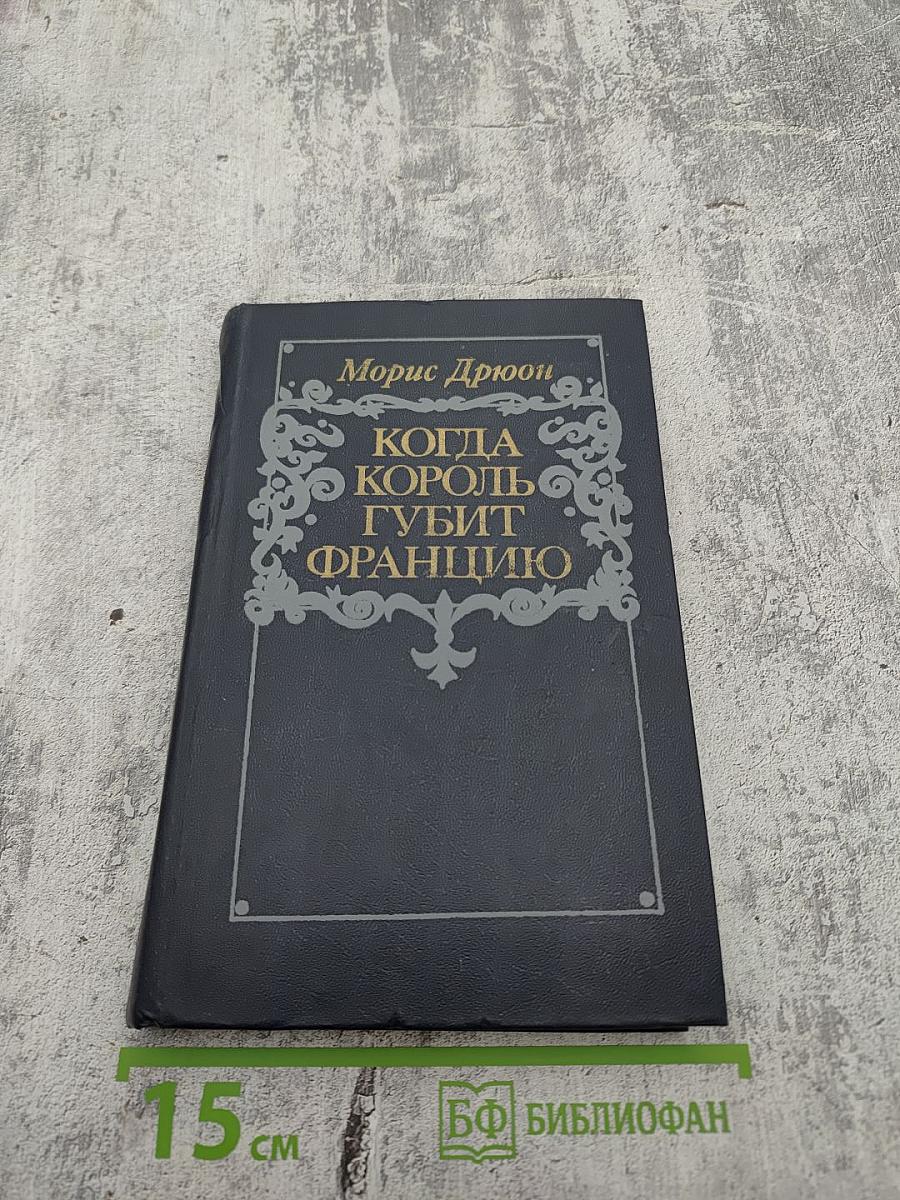 Морис Дрюон
КОГДА
КОРОЛЬ
ГУБИТ
ФРАНЦИЮ
15 см
БФ БИБЛИОФАН